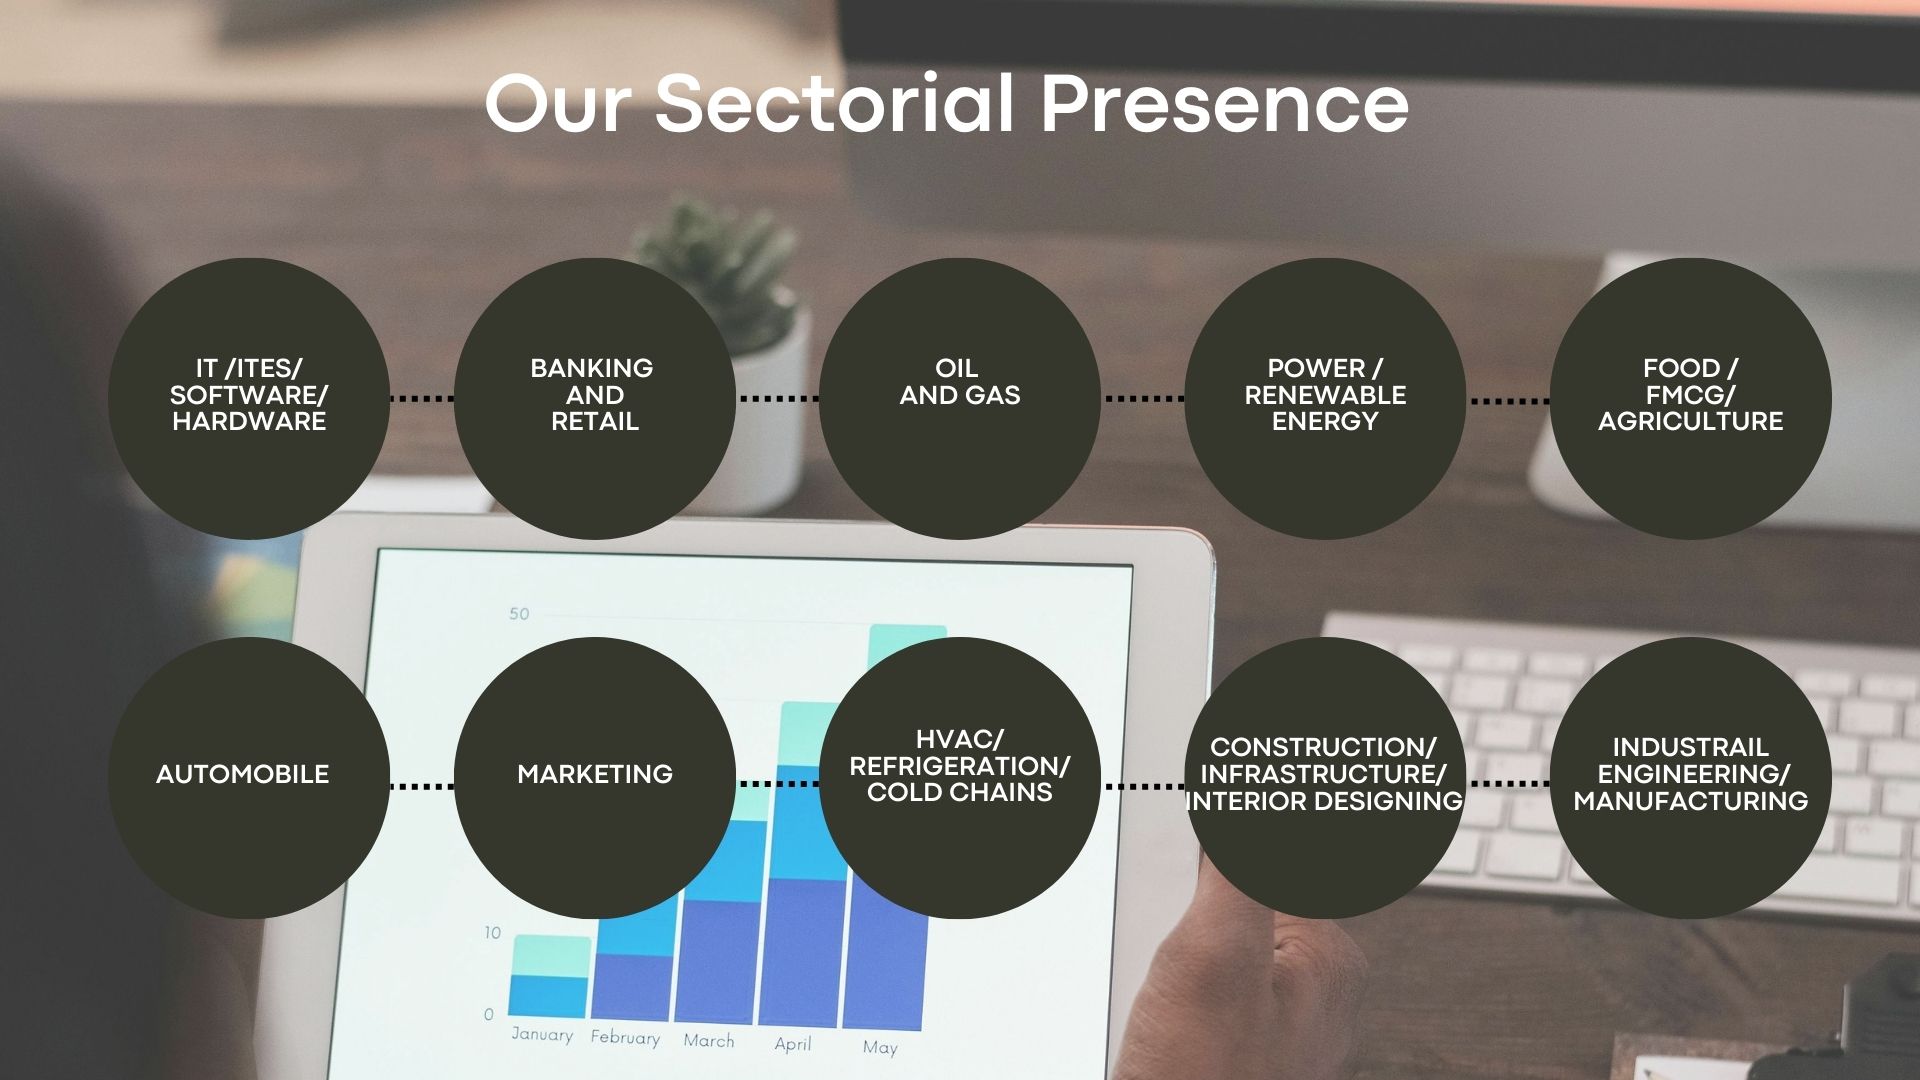 Our Sectorial Presence
IT /ITES/
SOFTWARE/
HARDWARE
BANKING
AND
RETAIL
OIL
AND GAS
POWER /
RENEWABLE
ENERGY
FOOD /
FMCG/
AGRICULTURE
AUTOMOBILE
MARKETING
HVAC/
REFRIGERATION/
COLD CHAINS
CONSTRUCTION/
INFRASTRUCTURE/
INTERIOR DESIGNING
INDUSTRAIL
ENGINEERING/
MANUFACTURING
50
10
0
January February March April May